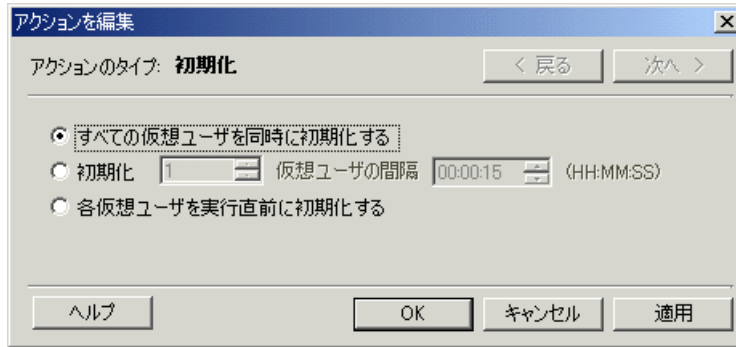 アクションを編集
アクションのタイプ: 初期化
< 戻る 次へ >
すべての仮想ユーザを同時に初期化する
初期化 1 仮想ユーザの間隔 00:00:15 (HH:MM:SS)
各仮想ユーザを実行直前に初期化する
ヘルプ OK キャンセル 適用